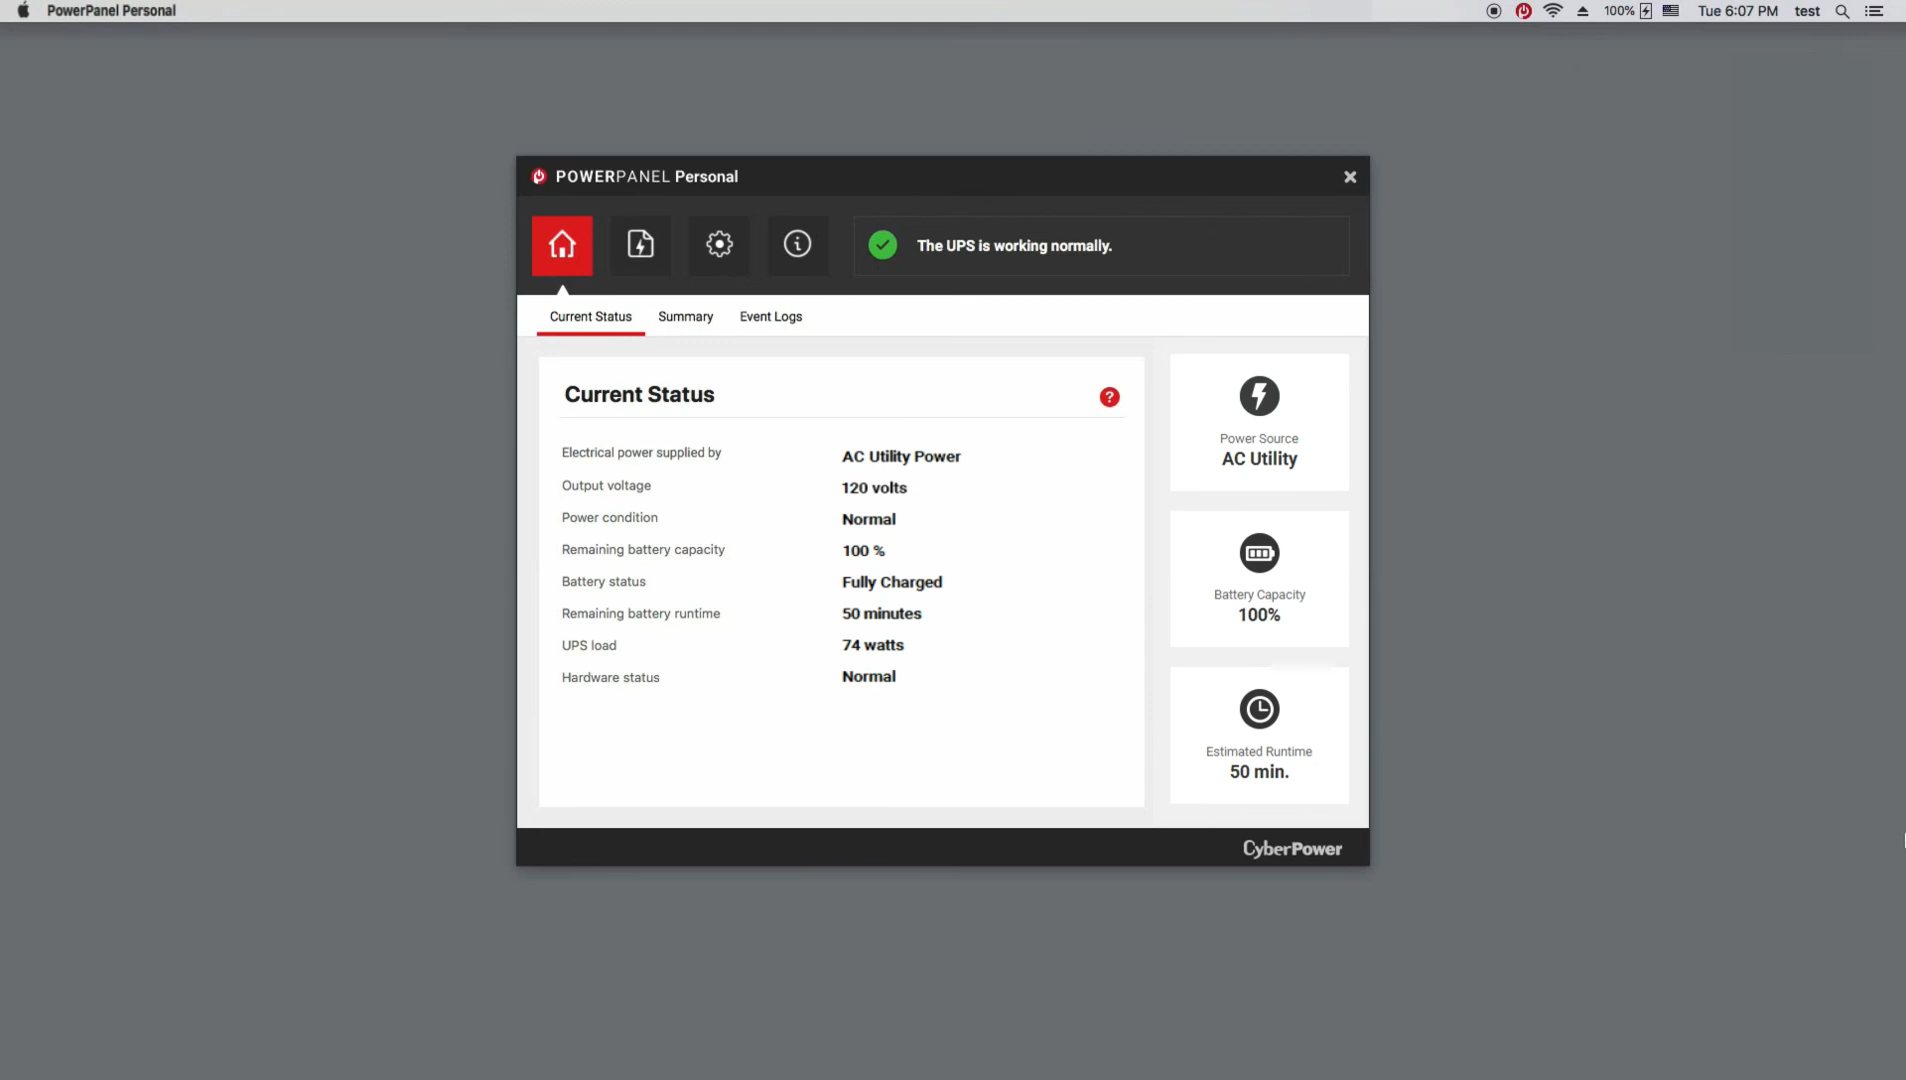 PowerPanel Personal
100%
Tue 6:07 PM
test
POWERPANEL Personal
The UPS is working normally.
Current Status
Summary
Event Logs
Current Status
?
Electrical power supplied by
AC Utility Power
Output voltage
120 volts
Power condition
Normal
Remaining battery capacity
100 %
Battery status
Fully Charged
Remaining battery runtime
50 minutes
UPS load
74 watts
Hardware status
Normal
Power Source
AC Utility
Battery Capacity
100%
Estimated Runtime
50 min.
CyberPower